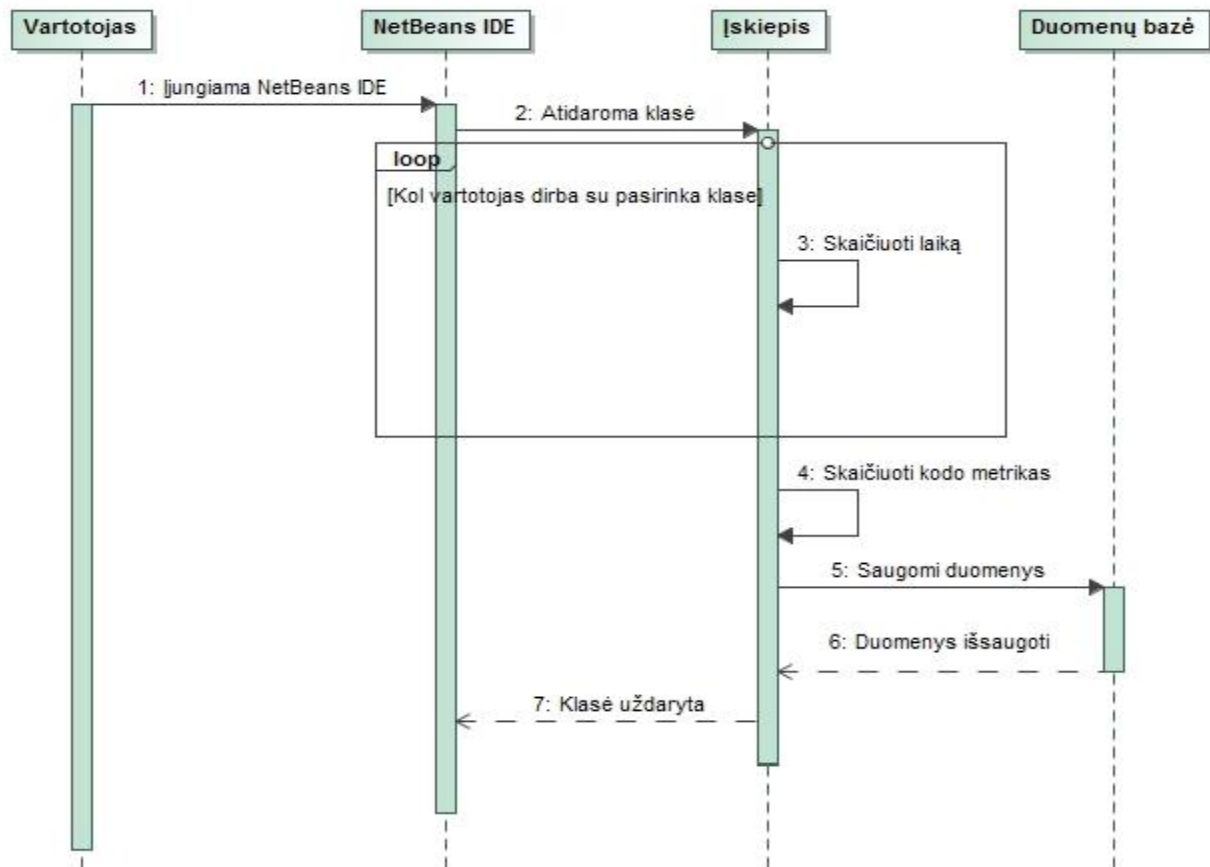 Vartotojas
NetBeans IDE
Įskiepis
Duomenų bazė
1: Įjungiama NetBeans IDE
2: Atidaroma klasė
loop
[Kol vartotojas dirba su pasirinka klase]
3: Skaičiuoti laiką
4: Skaičiuoti kodo metrikas
5: Saugomi duomenys
6: Duomenys išsaugoti
7: Klasė uždaryta